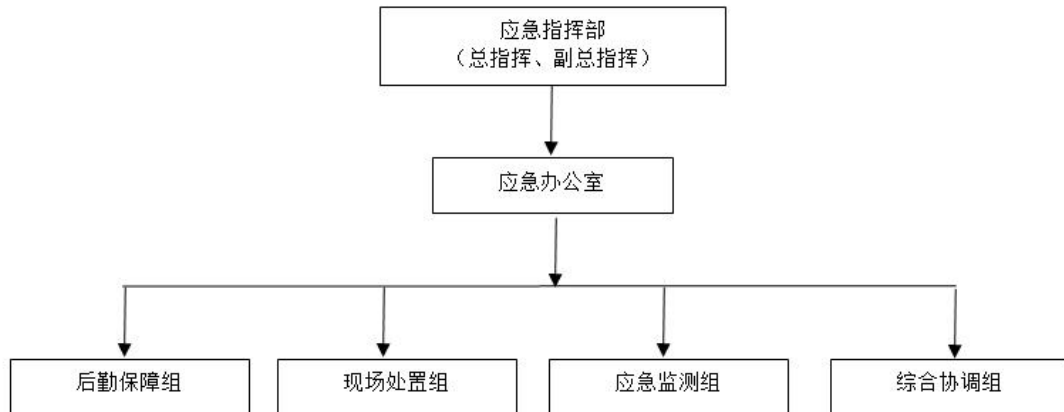 应急指挥部
（总指挥、副总指挥）
应急办公室
后勤保障组
现场处置组
应急监测组
综合协调组